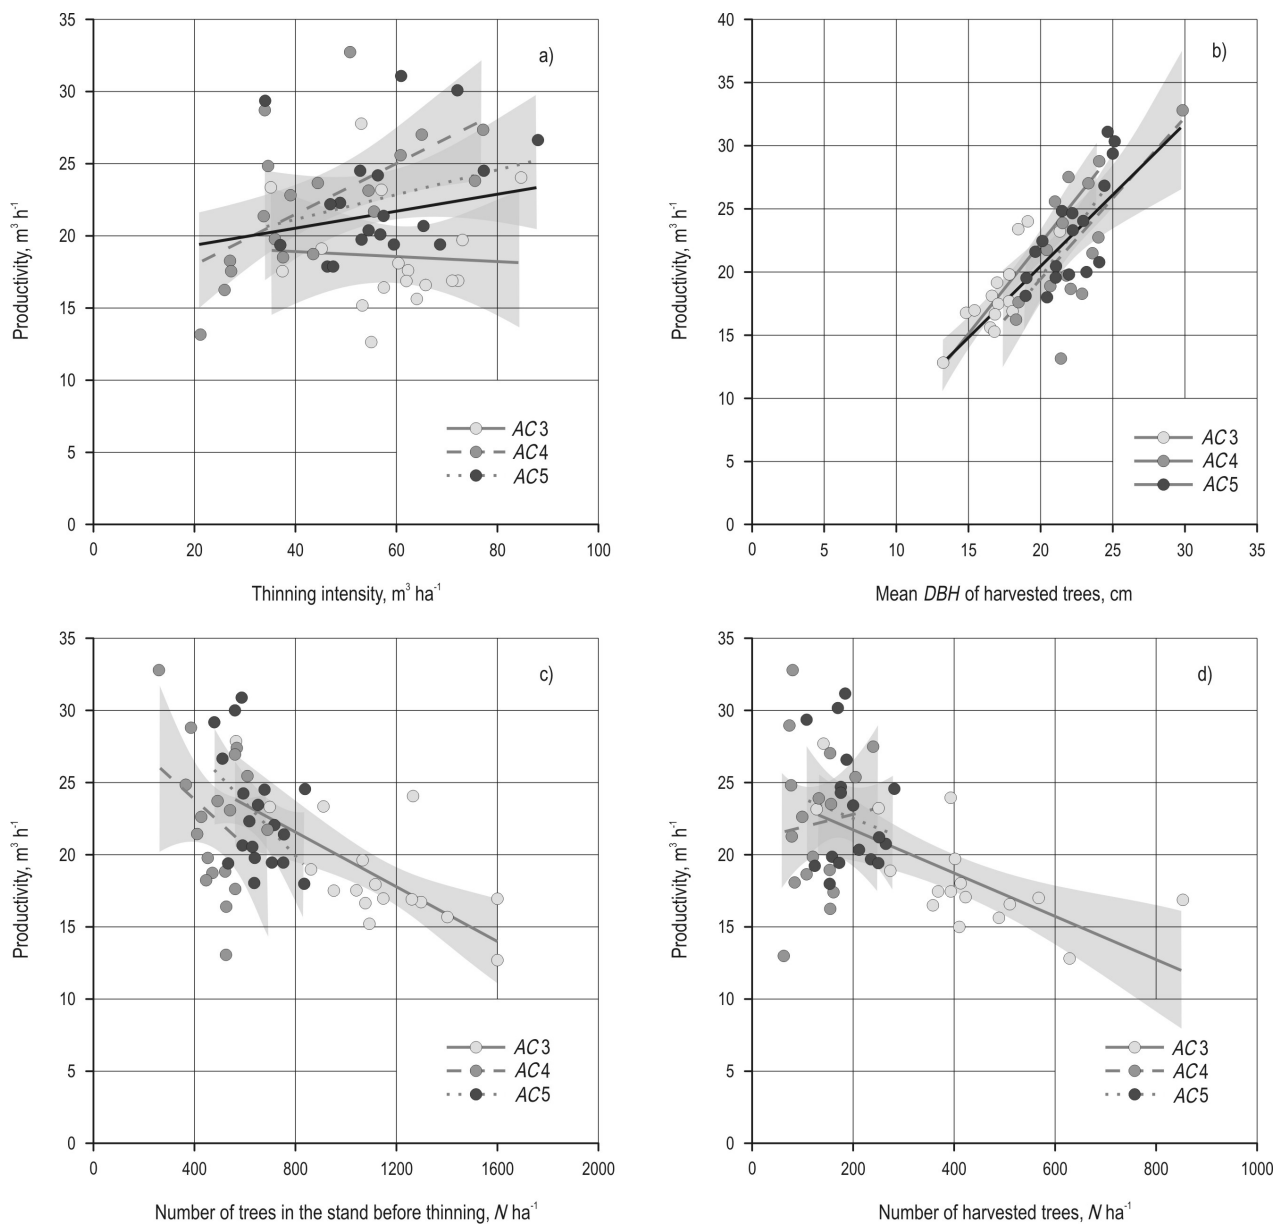 a)
Productivity, m³ h⁻¹
35
30
25
20
15
10
5
0
AC3
AC4
AC5
0 20 40 60 80 100
Thinning intensity, m³ ha⁻¹
b)
Productivity, m³ h⁻¹
40
35
30
25
20
15
10
5
0
AC3
AC4
AC5
0 5 10 15 20 25 30 35
Mean DBH of harvested trees, cm
c)
Productivity, m³ h⁻¹
35
30
25
20
15
10
5
0
AC3
AC4
AC5
0 400 800 1200 1600 2000
Number of trees in the stand before thinning, N ha⁻¹
d)
Productivity, m³ h⁻¹
35
30
25
20
15
10
5
0
AC3
AC4
AC5
0 200 400 600 800 1000
Number of harvested trees, N ha⁻¹